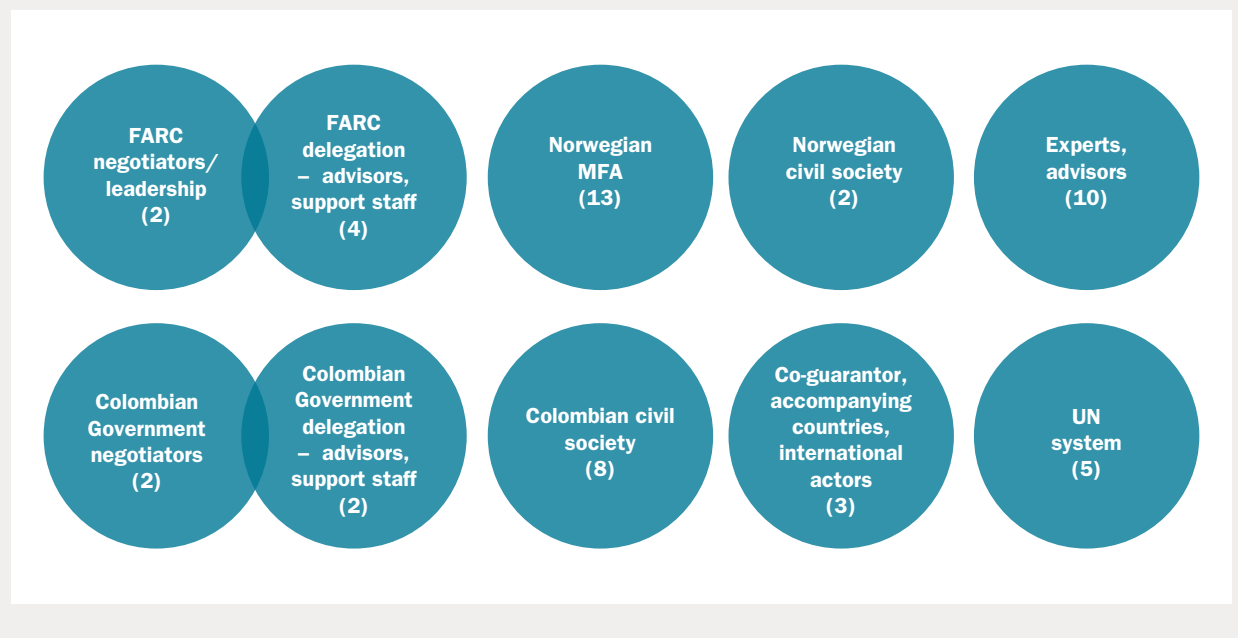 FARC
negotiators/
leadership
(2)
FARC
delegation
– advisors,
support staff
(4)
Norwegian
MFA
(13)
Norwegian
civil society
(2)
Experts,
advisors
(10)
Colombian
Government
negotiators
(2)
Colombian
Government
delegation
– advisors,
support staff
(2)
Colombian civil
society
(8)
Co-guarantor,
accompanying
countries,
international
actors
(3)
UN
system
(5)